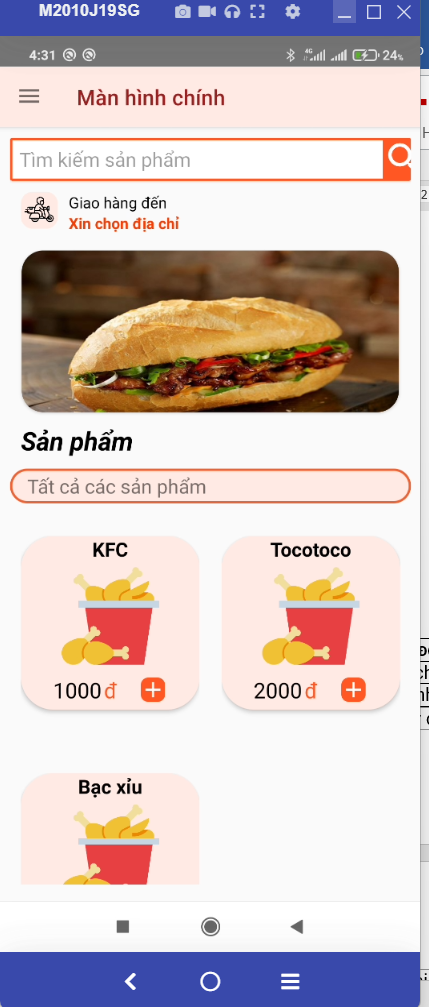 M2010J19SG
4:31
4G
24%
Màn hình chính
Tìm kiếm sản phẩm
Giao hàng đến
Xin chọn địa chỉ
Sản phẩm
Tất cả các sản phẩm
KFC
Tocotoco
1000 đ
2000 đ
Bạc xỉu